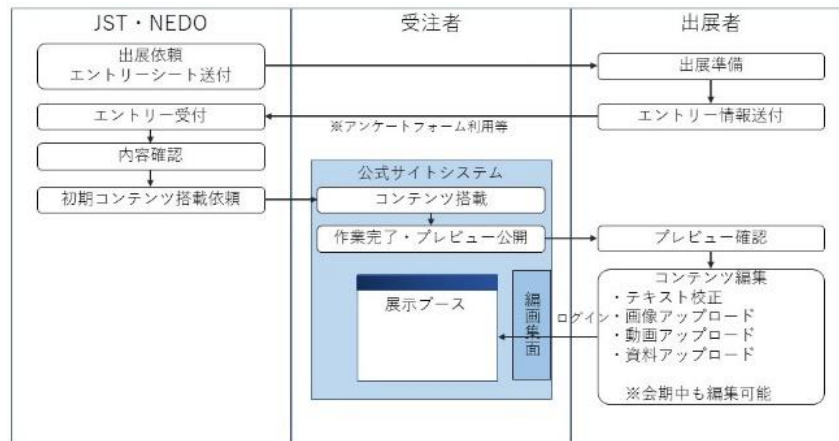 JST・NEDO
受注者
出展者
出展依頼
エントリーシート送付
出展準備
エントリー受付
※アンケートフォーム利用等
エントリー情報送付
内容確認
初期コンテンツ搭載依頼
公式サイトシステム
コンテンツ搭載
作業完了・プレビュー公開
プレビュー確認
展示ブース
編集
画面
ログイン
コンテンツ編集
・テキスト校正
・画像アップロード
・動画アップロード
・資料アップロード
※会期中も編集可能